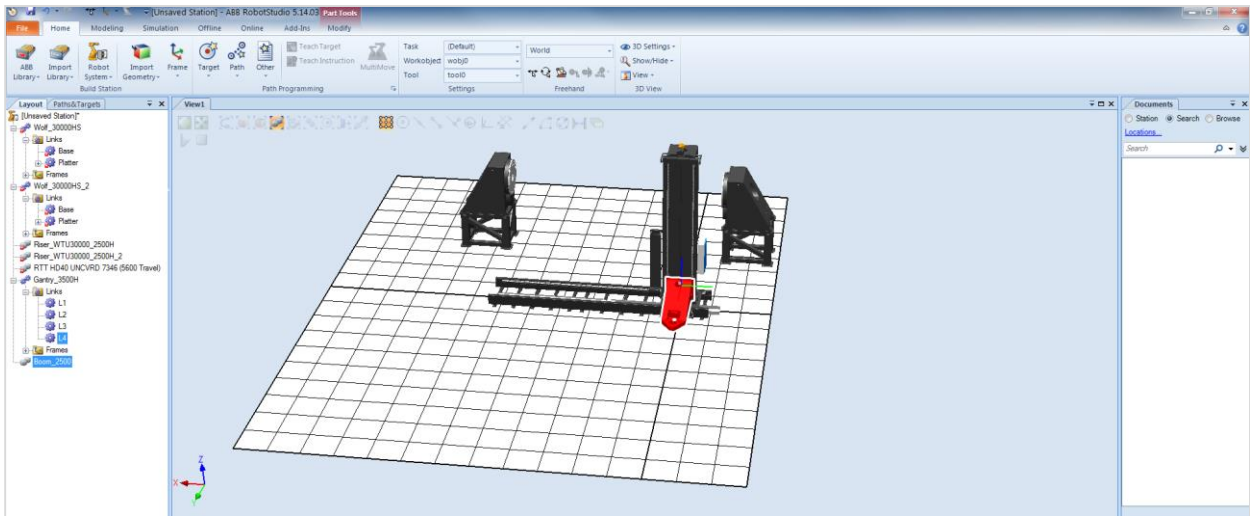 [Unsaved Station] - ABB RobotStudio 5.14.03
Part Tools
File Home Modeling Simulation Offline Online Add-Ins Modify
ABB Library
Import Library
Robot System
Import Geometry
Frame
Target
Path
Other
Teach Target
Teach Instruction
MultiMove
Task (Default)
Workobject wobj0
Tool tool0
World
3D Settings
Show/Hide
View
Build Station
Path Programming
Settings
Freehand
3D View
Layout Paths&Targets
View1
Documents
[Unsaved Station]*
Wolf_30000HS
Links
Base
Platter
Frames
Wolf_30000HS_2
Links
Base
Platter
Frames
Riser_WTU30000_2500H
Riser_WTU30000_2500H_2
RTT HD40 UNCVRD 7346 (5600 Travel)
Gantry_3500H
Links
L1
L2
L3
L4
Frames
Boom_2500
Station Search Browse
Locations...
Search
Z
X
Y